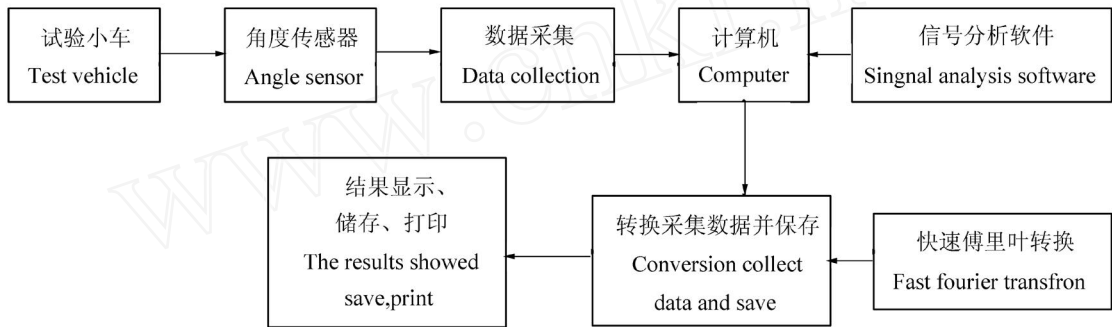 试验小车
Test vehicle
角度传感器
Angle sensor
数据采集
Data collection
计算机
Computer
信号分析软件
Singnal analysis software
结果显示、
储存、打印
The results showed
save,print
转换采集数据并保存
Conversion collect
data and save
快速傅里叶转换
Fast fourier transfron